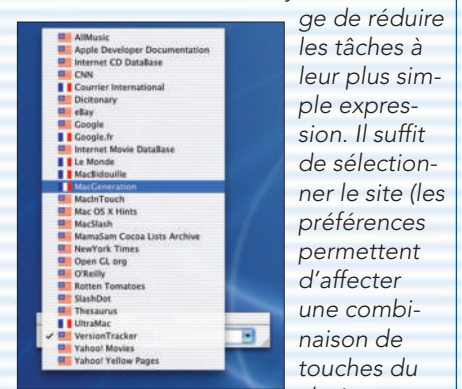 AllMusic
Apple Developer Documentation
Internet CD DataBase
CNN
Courrier International
Dicitonary
eBay
Google
Google.fr
Internet Movie DataBase
Le Monde
MacBidouille
MacGeneration
MacInTouch
Mac OS X Hints
MacSlash
MamaSam Cocoa Lists Archive
NewYork Times
Open GL org
O'Reilly
Rotten Tomatoes
SlashDot
Thesaurus
UltraMac
VersionTracker
Yahoo! Movies
Yahoo! Yellow Pages
ge de réduire
les tâches à
leur plus sim-
ple expres-
sion. Il suffit
de sélection-
ner le site (les
préférences
permettent
d'affecter
une combi-
naison de
touches du